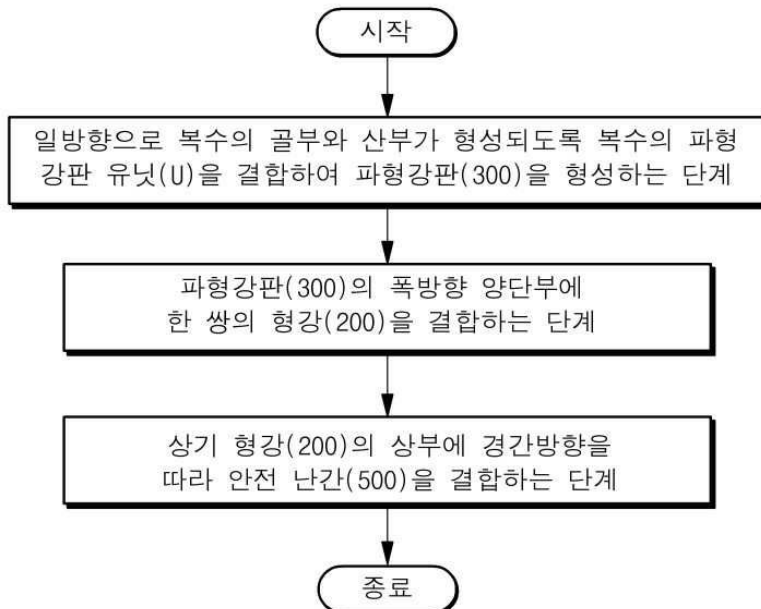 시작
일방향으로 복수의 골부와 산부가 형성되도록 복수의 파형
강판 유닛(U)을 결합하여 파형강판(300)을 형성하는 단계
파형강판(300)의 폭방향 양단부에
한 쌍의 형강(200)을 결합하는 단계
상기 형강(200)의 상부에 경간방향을
따라 안전 난간(500)을 결합하는 단계
종료